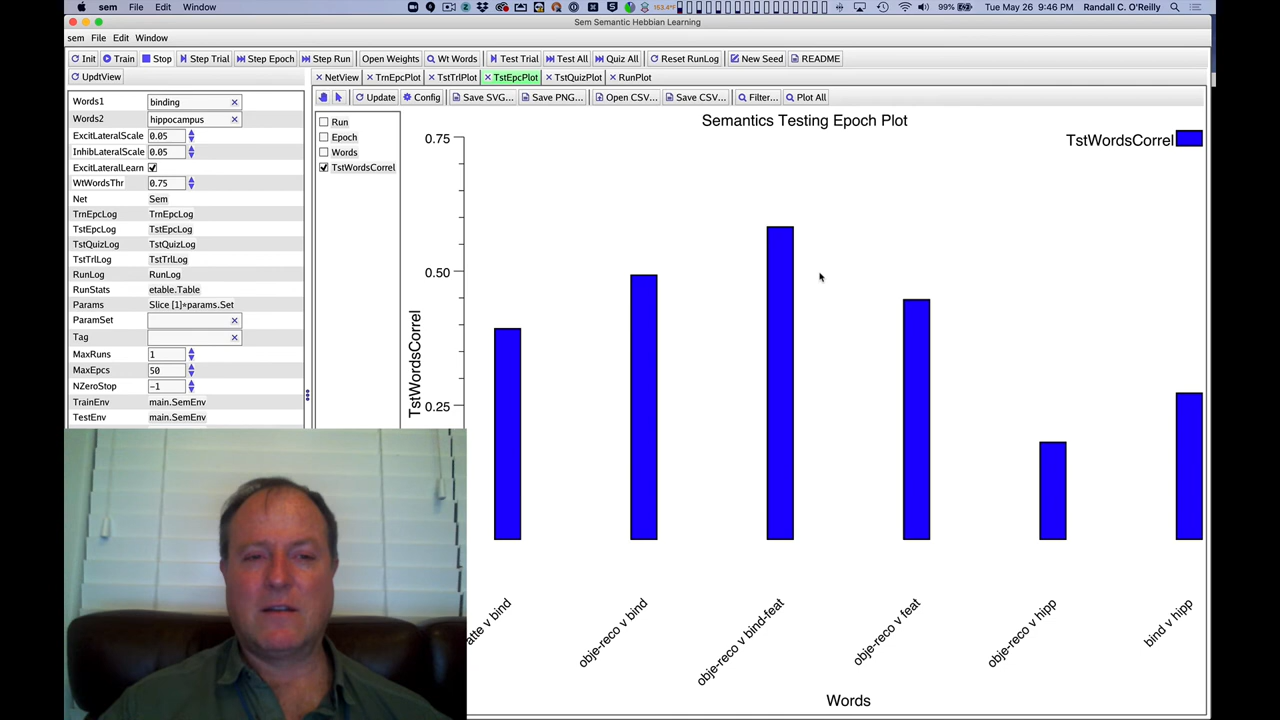 sem File Edit Window 153.4°F 99% Tue May 26 9:46 PM Randall C. O'Reilly
Sem Semantic Hebbian Learning
sem File Edit Window
Init Train Stop Step Trial Step Epoch Step Run Open Weights Wt Words Test Trial Test All Quiz All Reset RunLog New Seed README
UpdtView
NetView TrnEpcPlot TstTrlPlot TstEpcPlot TstQuizPlot RunPlot
Update Config Save SVG... Save PNG... Open CSV... Save CSV... Filter... Plot All
Words1 binding
Words2 hippocampus
ExcitLateralScale 0.05
InhibLateralScale 0.05
ExcitLateralLearn
WtWordsThr 0.75
Net Sem
TrnEpcLog TrnEpcLog
TstEpcLog TstEpcLog
TstQuizLog TstQuizLog
TstTrlLog TstTrlLog
RunLog RunLog
RunStats etable.Table
Params Slice [1]*params.Set
ParamSet
Tag
MaxRuns 1
MaxEpcs 50
NZeroStop -1
TrainEnv main.SemEnv
TestEnv main.SemEnv
Run
Epoch
Words
TstWordsCorrel
Semantics Testing Epoch Plot
TstWordsCorrel
0.75
0.50
0.25
TstWordsCorrel
atte v bind
obje-reco v bind
obje-reco v bind-feat
obje-reco v feat
obje-reco v hipp
bind v hipp
Words